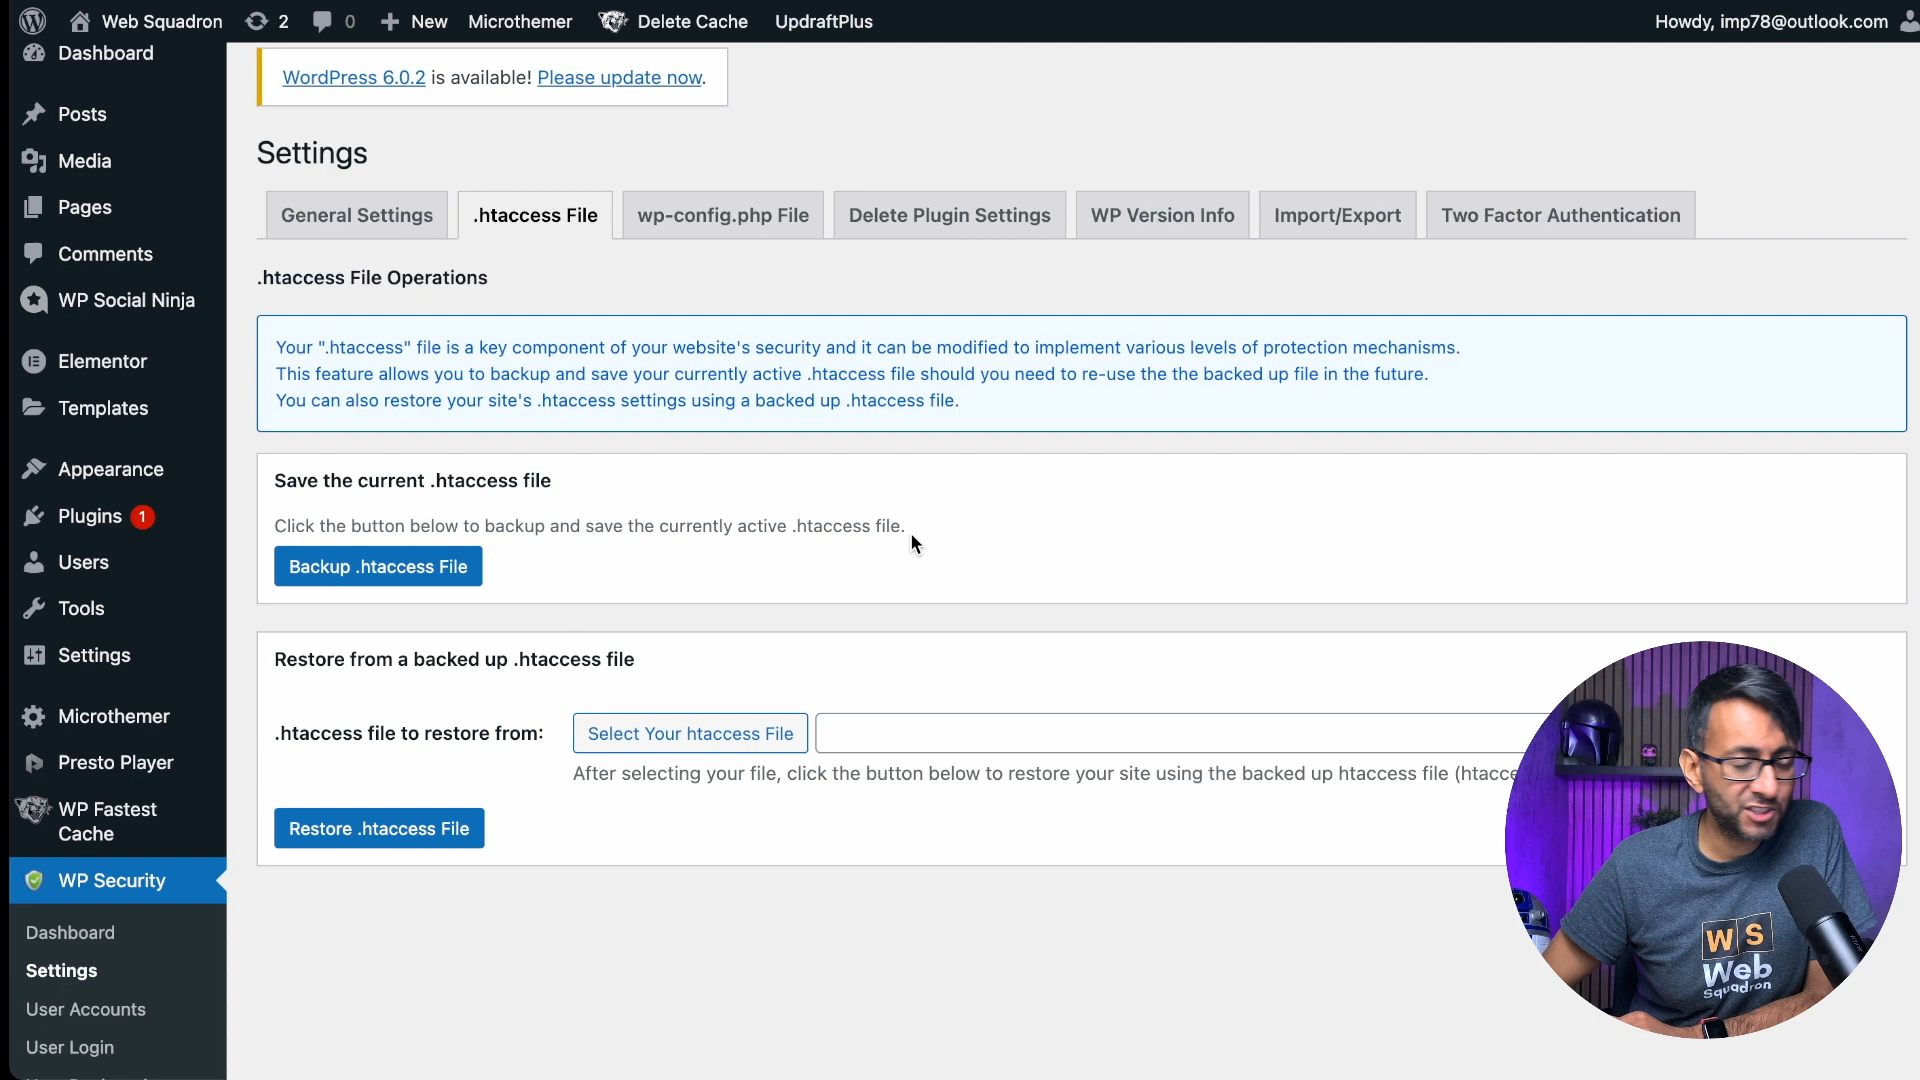 Web Squadron 2 0 New Microthemer Delete Cache UpdraftPlus Howdy, imp78@outlook.com
Dashboard
Posts
Media
Pages
Comments
WP Social Ninja
Elementor
Templates
Appearance
Plugins 1
Users
Tools
Settings
Microthemer
Presto Player
WP Fastest
Cache
WP Security
Dashboard
Settings
User Accounts
User Login
WordPress 6.0.2 is available! Please update now.
Settings
General Settings .htaccess File wp-config.php File Delete Plugin Settings WP Version Info Import/Export Two Factor Authentication
.htaccess File Operations
Your ".htaccess" file is a key component of your website's security and it can be modified to implement various levels of protection mechanisms.
This feature allows you to backup and save your currently active .htaccess file should you need to re-use the the backed up file in the future.
You can also restore your site's .htaccess settings using a backed up .htaccess file.
Save the current .htaccess file
Click the button below to backup and save the currently active .htaccess file.
Backup .htaccess File
Restore from a backed up .htaccess file
.htaccess file to restore from: Select Your htaccess File
After selecting your file, click the button below to restore your site using the backed up htaccess file (htacce
Restore .htaccess File
W S
Web
Squadron